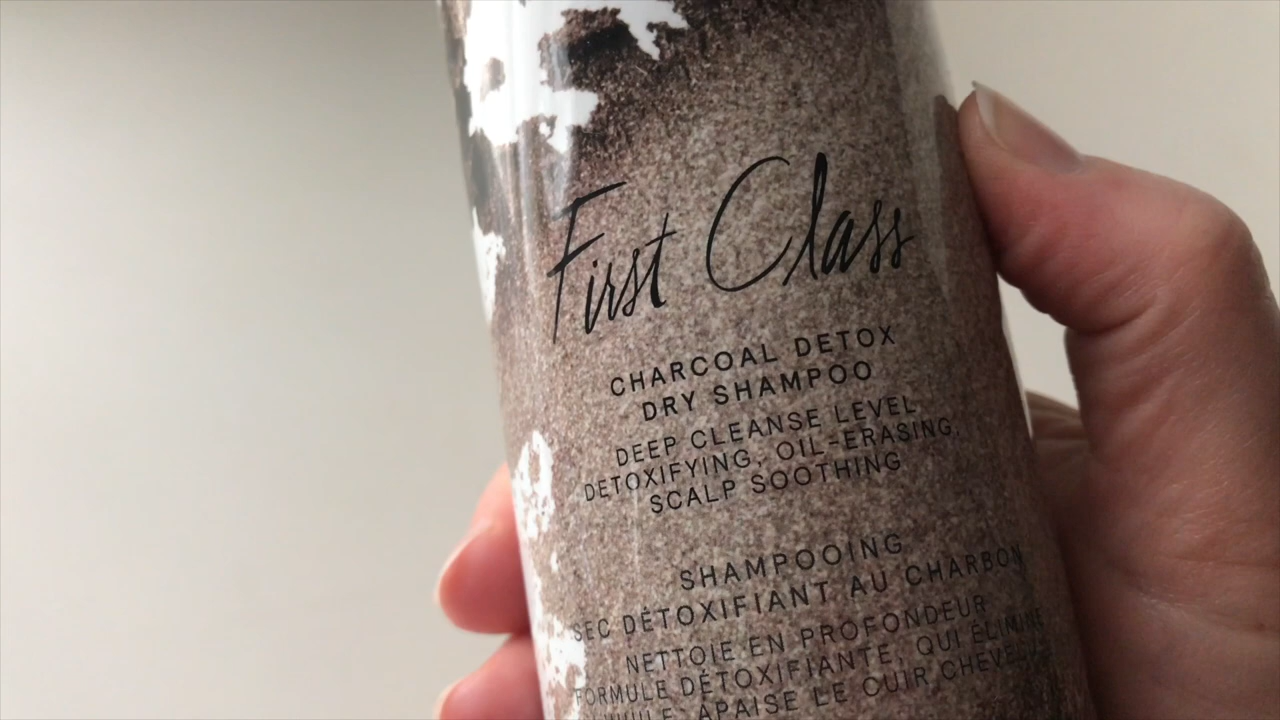 First Class
CHARCOAL DETOX
DRY SHAMPOO
DEEP CLEANSE LEVEL
DETOXIFYING, OIL-ERASING,
SCALP SOOTHING
SHAMPOOING
SEC DÉTOXIFIANT AU CHARBON
NETTOIE EN PROFONDEUR
FORMULE DÉTOXIFIANTE, QUI ÉLIMINE
APAISE LE CUIR